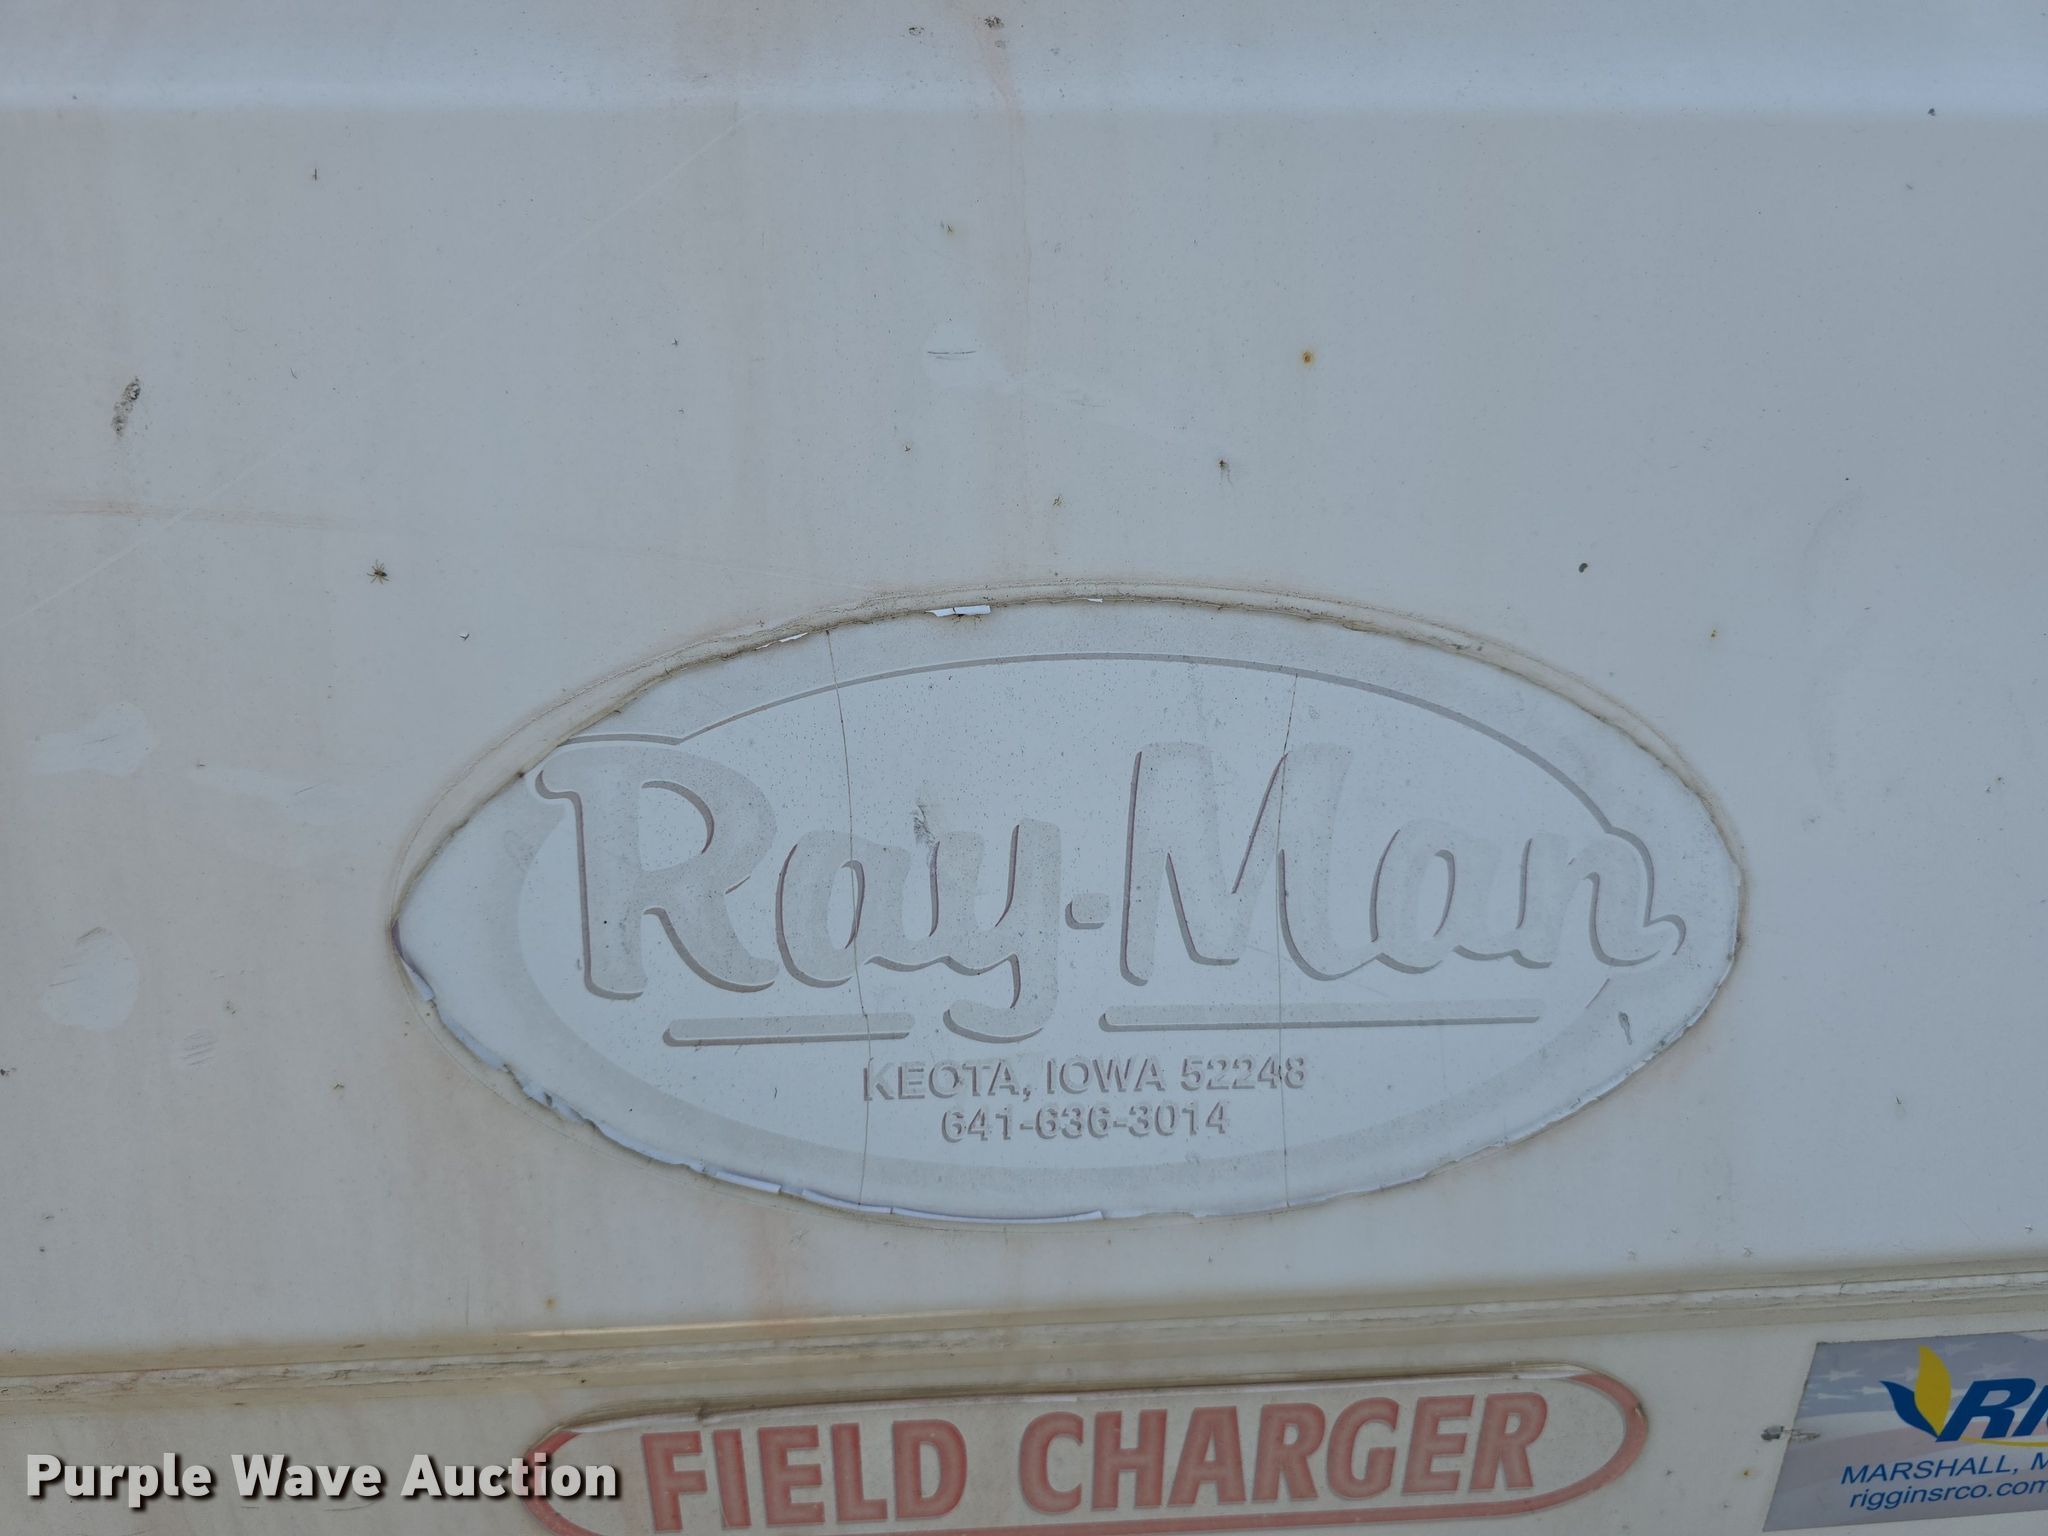 Ray-Man
KEOTA, IOWA 52248
641-636-3014
FIELD CHARGER
MARSHALL, M
rigginsrco.com
Purple Wave Auction